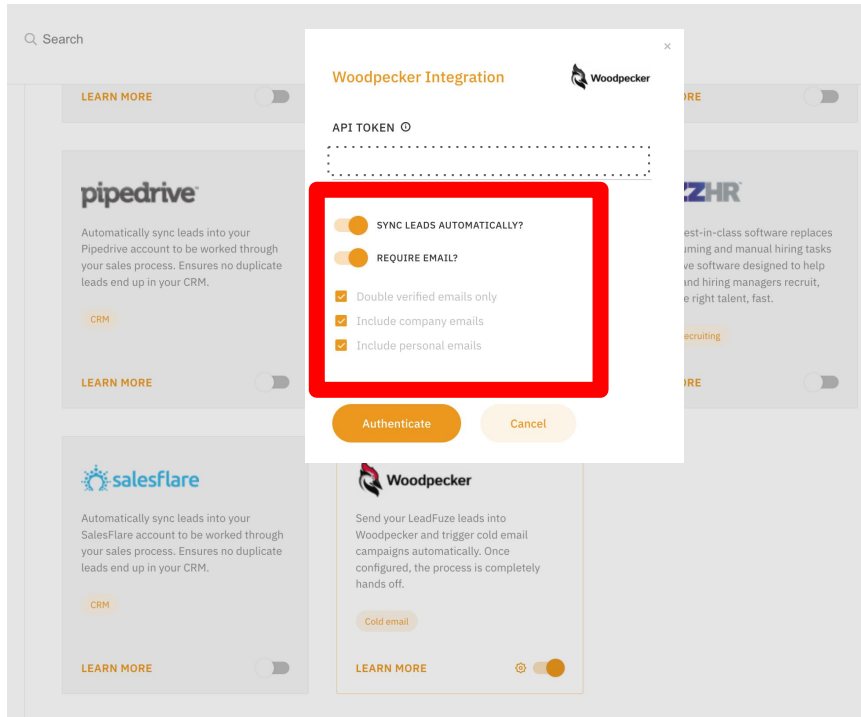 Search
×
Woodpecker Integration
Woodpecker
LEARN MORE
ORE
API TOKEN
pipedrive
Automatically sync leads into your
Pipedrive account to be worked through
your sales process. Ensures no duplicate
leads end up in your CRM.
CRM
LEARN MORE
SYNC LEADS AUTOMATICALLY?
REQUIRE EMAIL?
Double verified emails only
Include company emails
Include personal emails
Authenticate
Cancel
ZZHR
est-in-class software replaces
uming and manual hiring tasks
ve software designed to help
and hiring managers recruit,
e right talent, fast.
ecruiting
ORE
salesflare
Automatically sync leads into your
SalesFlare account to be worked through
your sales process. Ensures no duplicate
leads end up in your CRM.
CRM
LEARN MORE
Woodpecker
Send your LeadFuze leads into
Woodpecker and trigger cold email
campaigns automatically. Once
configured, the process is completely
hands off.
Cold email
LEARN MORE